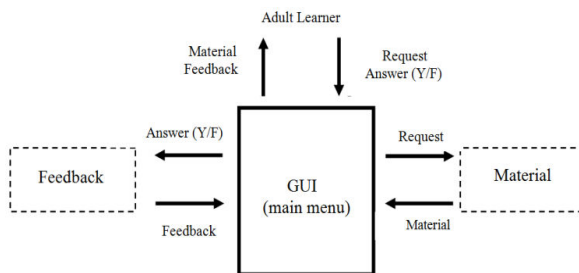 Adult Learner
Material
Feedback
Request
Answer (Y/F)
Answer (Y/F)
Request
Feedback
GUI
(main menu)
Material
Feedback
Material